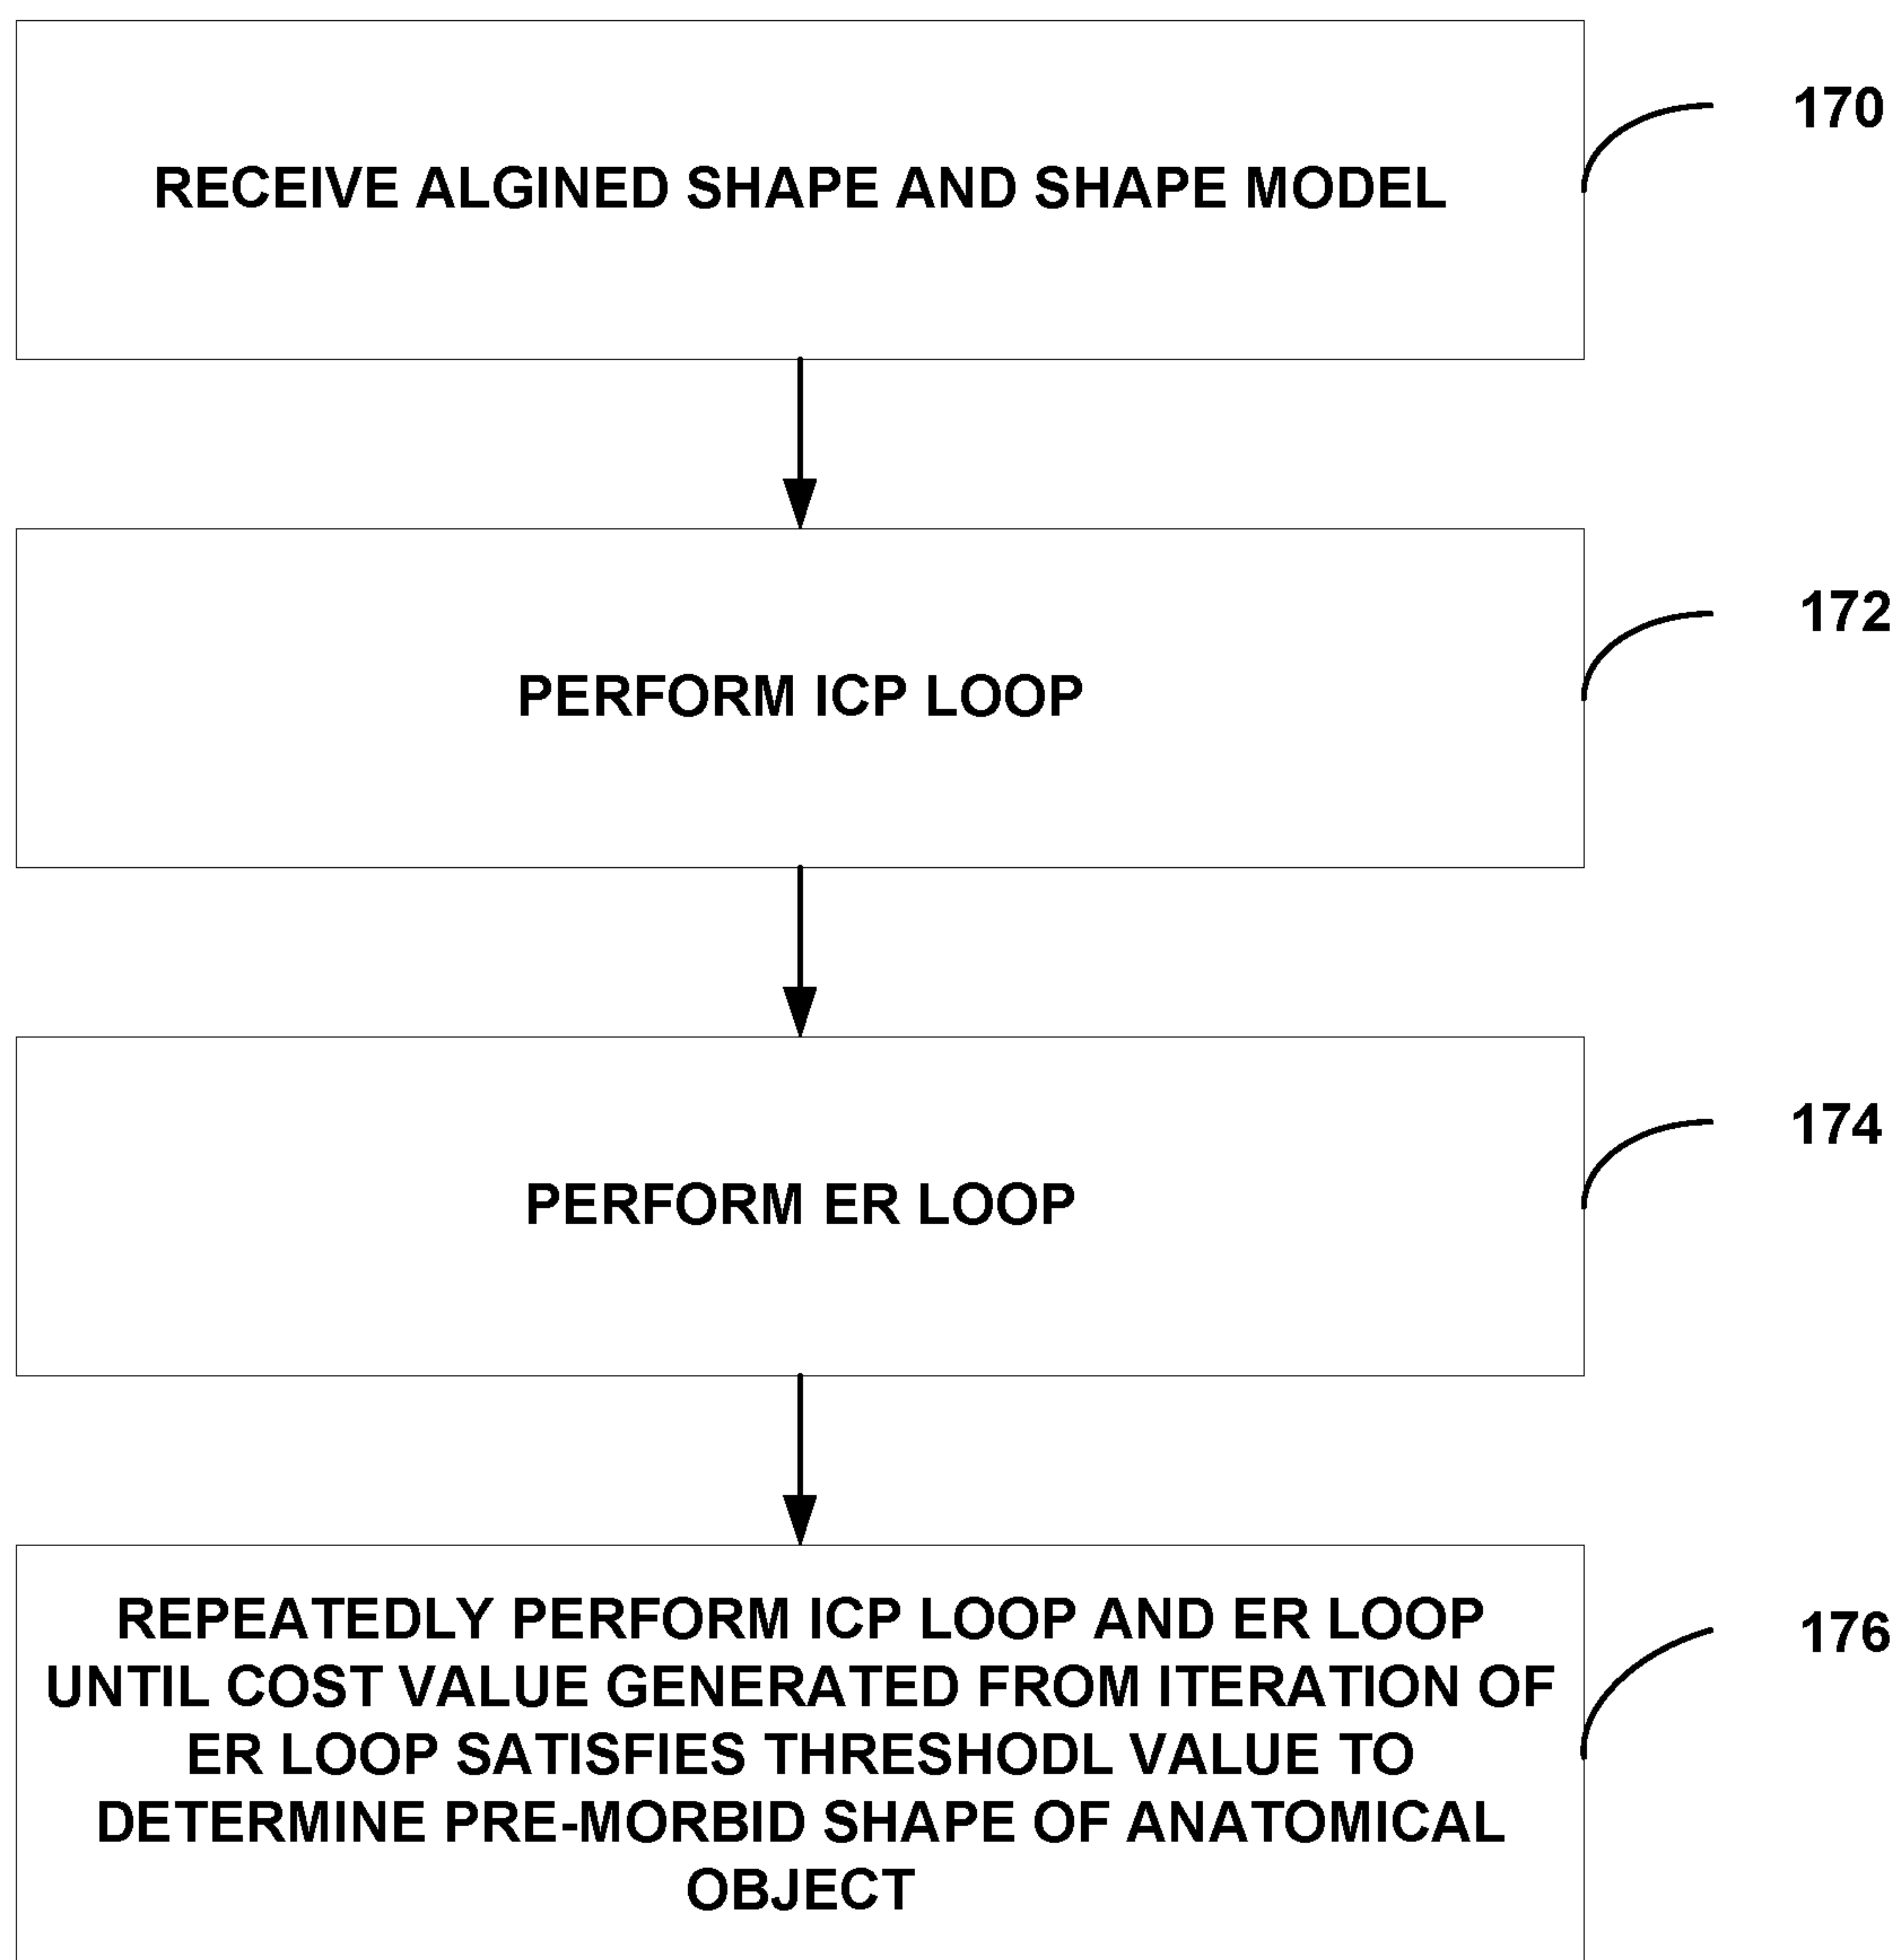 RECEIVE ALGINED SHAPE AND SHAPE MODEL
170
PERFORM ICP LOOP
172
PERFORM ER LOOP
174
REPEATEDLY PERFORM ICP LOOP AND ER LOOP
UNTIL COST VALUE GENERATED FROM ITERATION OF
ER LOOP SATISFIES THRESHODL VALUE TO
DETERMINE PRE-MORBID SHAPE OF ANATOMICAL
OBJECT
176